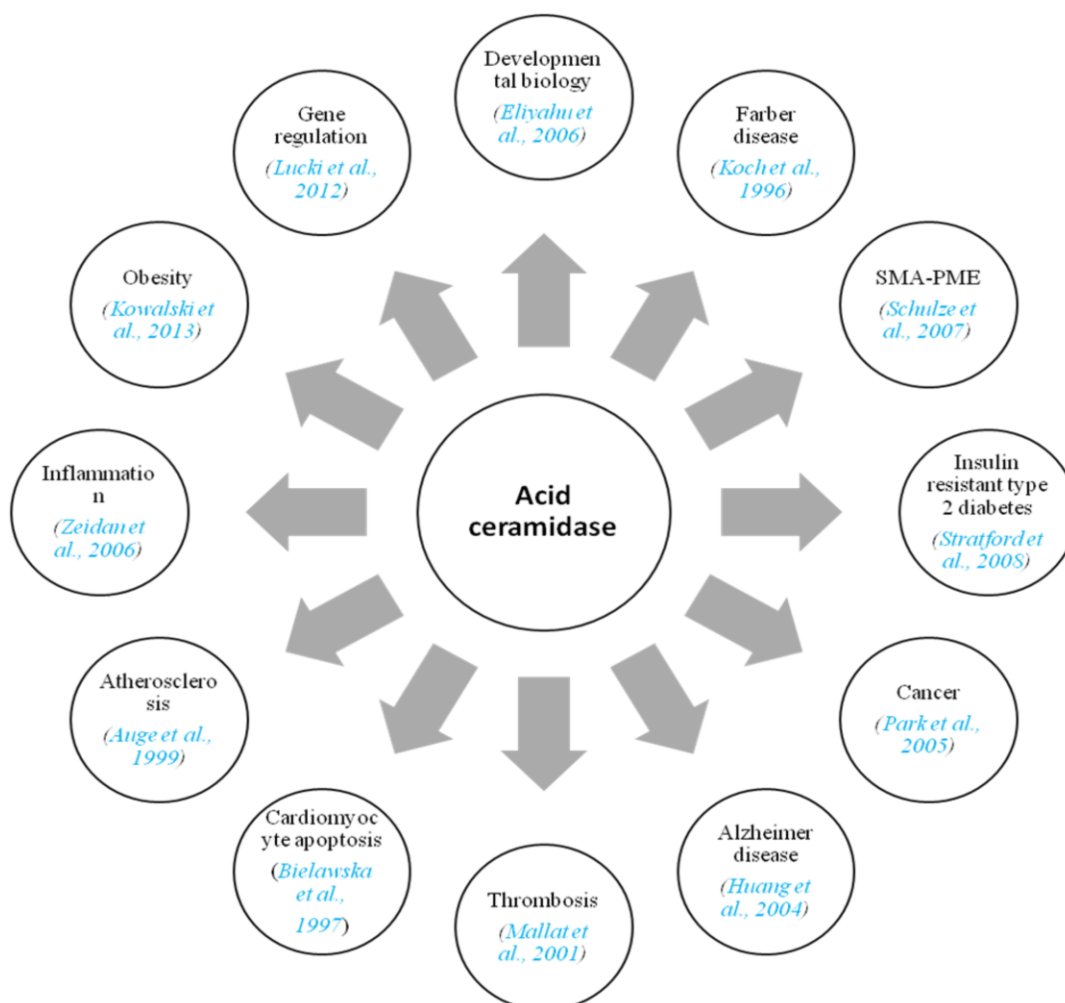 Developmen
tal biology
(Eliyahu et
al., 2006)
Farber
disease
(Koch et al.,
1996)
SMA-PME
(Schulze et
al., 2007)
Insulin
resistant type
2 diabetes
(Stratford et
al., 2008)
Cancer
(Park et al.,
2005)
Alzheimer
disease
(Huang et
al., 2004)
Thrombosis
(Mallat et
al., 2001)
Cardiomyoc
yte apoptosis
(Bielawska
et al.,
1997)
Atherosclero
sis
(Auge et al.,
1999)
Inflammatio
n
(Zeidan et
al., 2006)
Obesity
(Kowalski et
al., 2013)
Gene
regulation
(Lucki et al.,
2012)
Acid
ceramidase